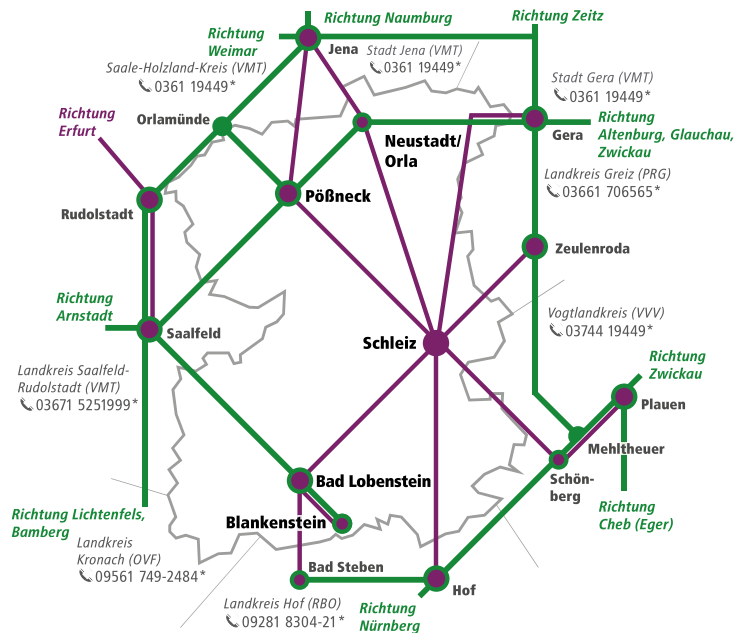 Richtung Naumburg
Richtung Zeitz
Richtung
Weimar
Jena
Stadt Jena (VMT)
0361 19449*
Saale-Holzland-Kreis (VMT)
0361 19449*
Stadt Gera (VMT)
0361 19449*
Richtung
Erfurt
Orlamünde
Neustadt/
Orla
Gera
Richtung
Altenburg, Glauchau,
Zwickau
Landkreis Greiz (PRG)
03661 706565*
Rudolstadt
Pößneck
Zeulenroda
Richtung
Arnstadt
Saalfeld
Schleiz
Vogtlandkreis (VVV)
03744 19449*
Richtung
Zwickau
Landkreis Saalfeld-
Rudolstadt (VMT)
03671 5251999*
Plauen
Mehltheuer
Schön-
berg
Bad Lobenstein
Blankenstein
Richtung Lichtenfels,
Bamberg
Richtung
Cheb (Eger)
Landkreis
Kronach (OVF)
09561 749-2484*
Bad Steben
Hof
Landkreis Hof (RBO)
09281 8304-21*
Richtung
Nürnberg